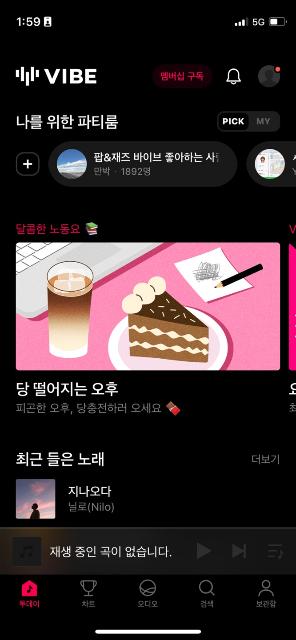 1:59
5G
VIBE
멤버십 구독
나를 위한 파티룸
PICK MY
팝&재즈 바이브 좋아하는 사
만박 · 1892명
달콤한 노동요
당 떨어지는 오후
피곤한 오후, 당충전하러 오세요
최근 들은 노래
더보기
지나오다
닐로(Nilo)
재생 중인 곡이 없습니다.
투데이
차트
오디오
검색
보관함